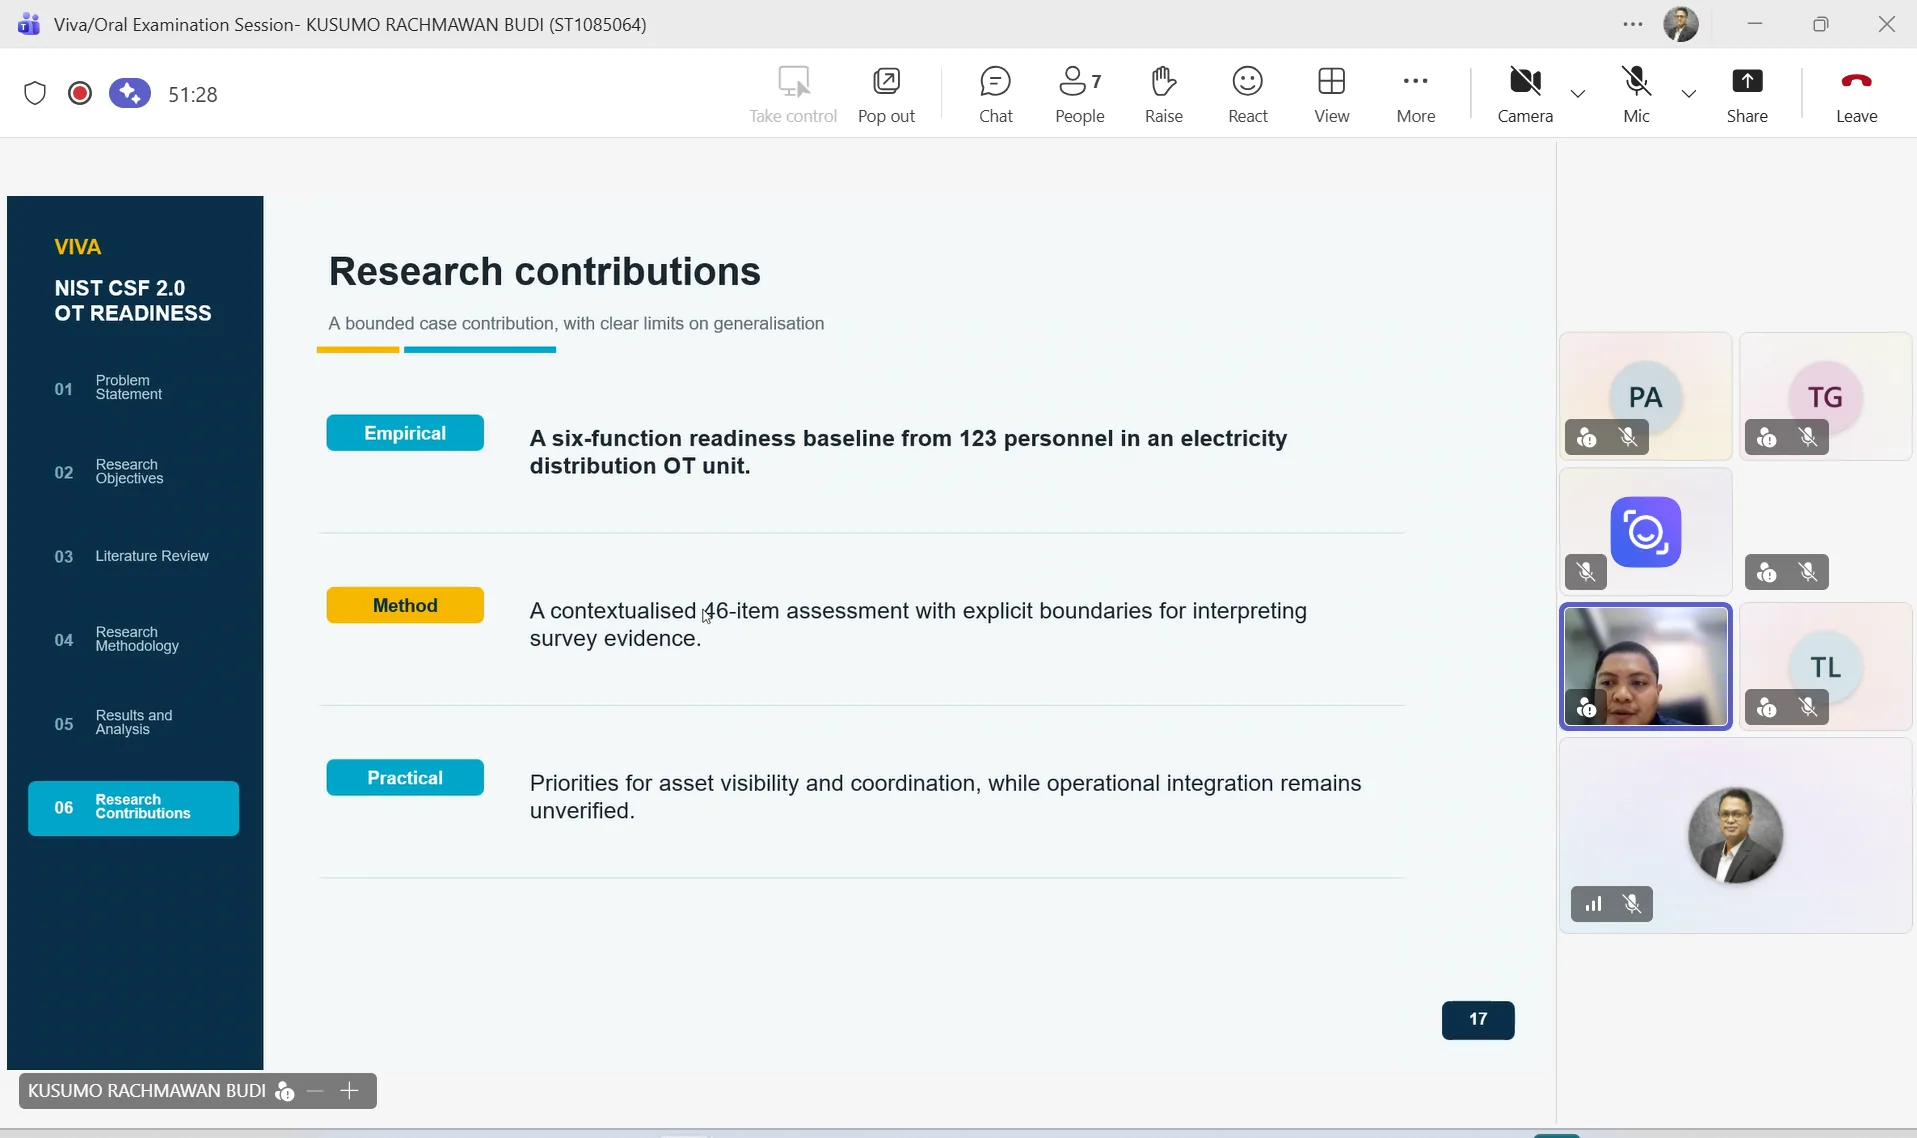 Viva/Oral Examination Session- KUSUMO RACHMAWAN BUDI (ST1085064)
51:28
Take control
Pop out
Chat
7
People
Raise
React
View
More
Camera
Mic
Share
Leave
VIVA
NIST CSF 2.0
OT READINESS
01 Problem
Statement
02 Research
Objectives
03 Literature Review
04 Research
Methodology
05 Results and
Analysis
06 Research
Contributions
Research contributions
A bounded case contribution, with clear limits on generalisation
Empirical
A six-function readiness baseline from 123 personnel in an electricity
distribution OT unit.
Method
A contextualised 46-item assessment with explicit boundaries for interpreting
survey evidence.
Practical
Priorities for asset visibility and coordination, while operational integration remains
unverified.
17
PA
TG
TL
KUSUMO RACHMAWAN BUDI